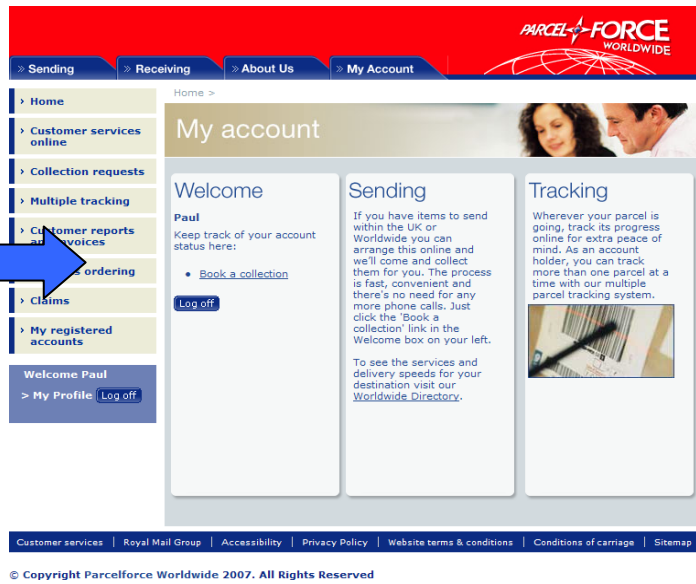 PARCEL FORCE
WORLDWIDE
» Sending
» Receiving
» About Us
» My Account
› Home
› Customer services
online
› Collection requests
› Multiple tracking
› Customer reports
invoices
ordering
› Claims
› My registered
accounts
Welcome Paul
> My Profile Log off
Home >
My account
Welcome
Paul
Keep track of your account
status here:
• Book a collection
Log off
Sending
If you have items to send
within the UK or
Worldwide you can
arrange this online and
we'll come and collect
them for you. The process
is fast, convenient and
there's no need for any
more phone calls. Just
click the 'Book a
collection' link in the
Welcome box on your left.
To see the services and
delivery speeds for your
destination visit our
Worldwide Directory.
Tracking
Wherever your parcel is
going, track its progress
online for extra peace of
mind. As an account
holder, you can track
more than one parcel at a
time with our multiple
parcel tracking system.
Customer services | Royal Mail Group | Accessibility | Privacy Policy | Website terms & conditions | Conditions of carriage | Sitemap
© Copyright Parcelforce Worldwide 2007. All Rights Reserved